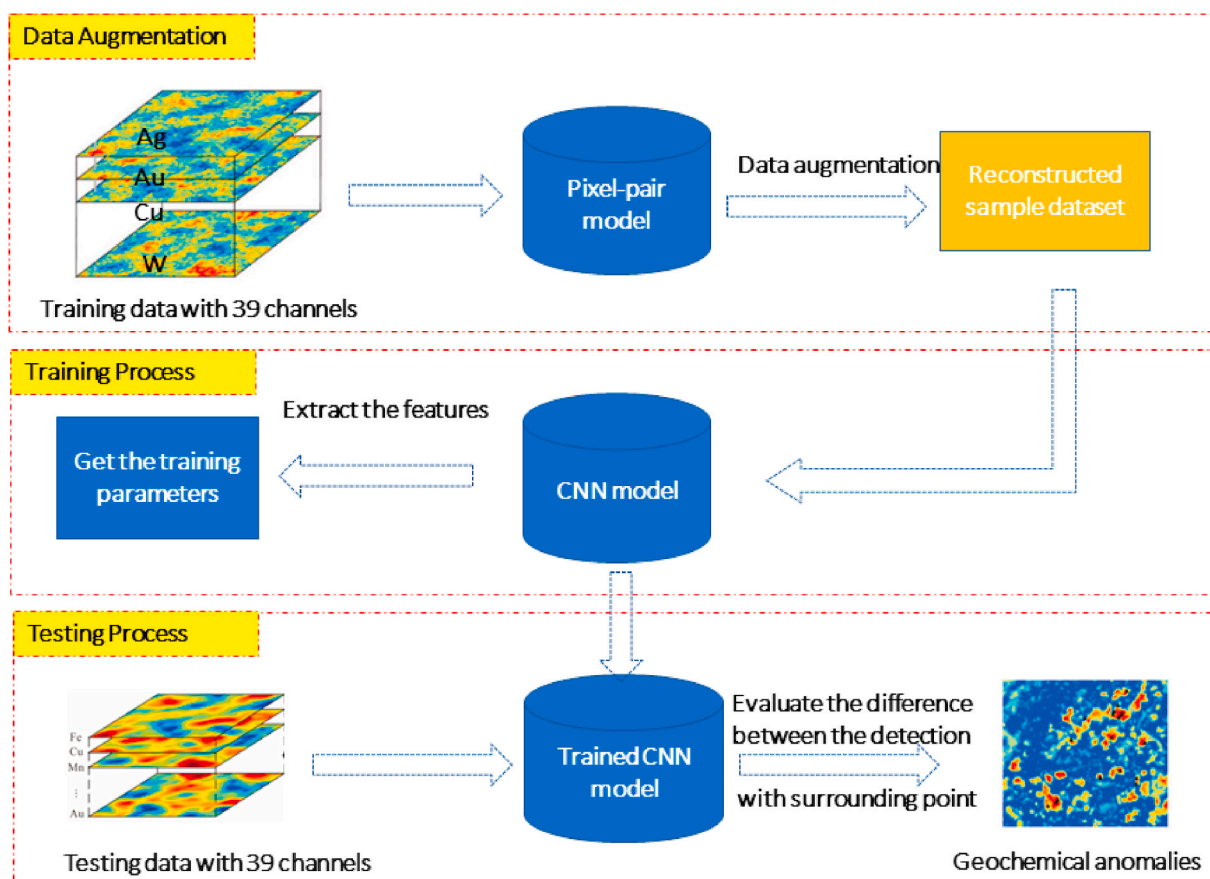 Data Augmentation
Ag
Au
Cu
W
Training data with 39 channels
Pixel-pair
model
Data augmentation
Reconstructed
sample dataset
Training Process
Get the training
parameters
Extract the features
CNN model
Testing Process
Fe
Cu
Mn
⋮
Au
Testing data with 39 channels
Trained CNN
model
Evaluate the difference
between the detection
with surrounding point
Geochemical anomalies